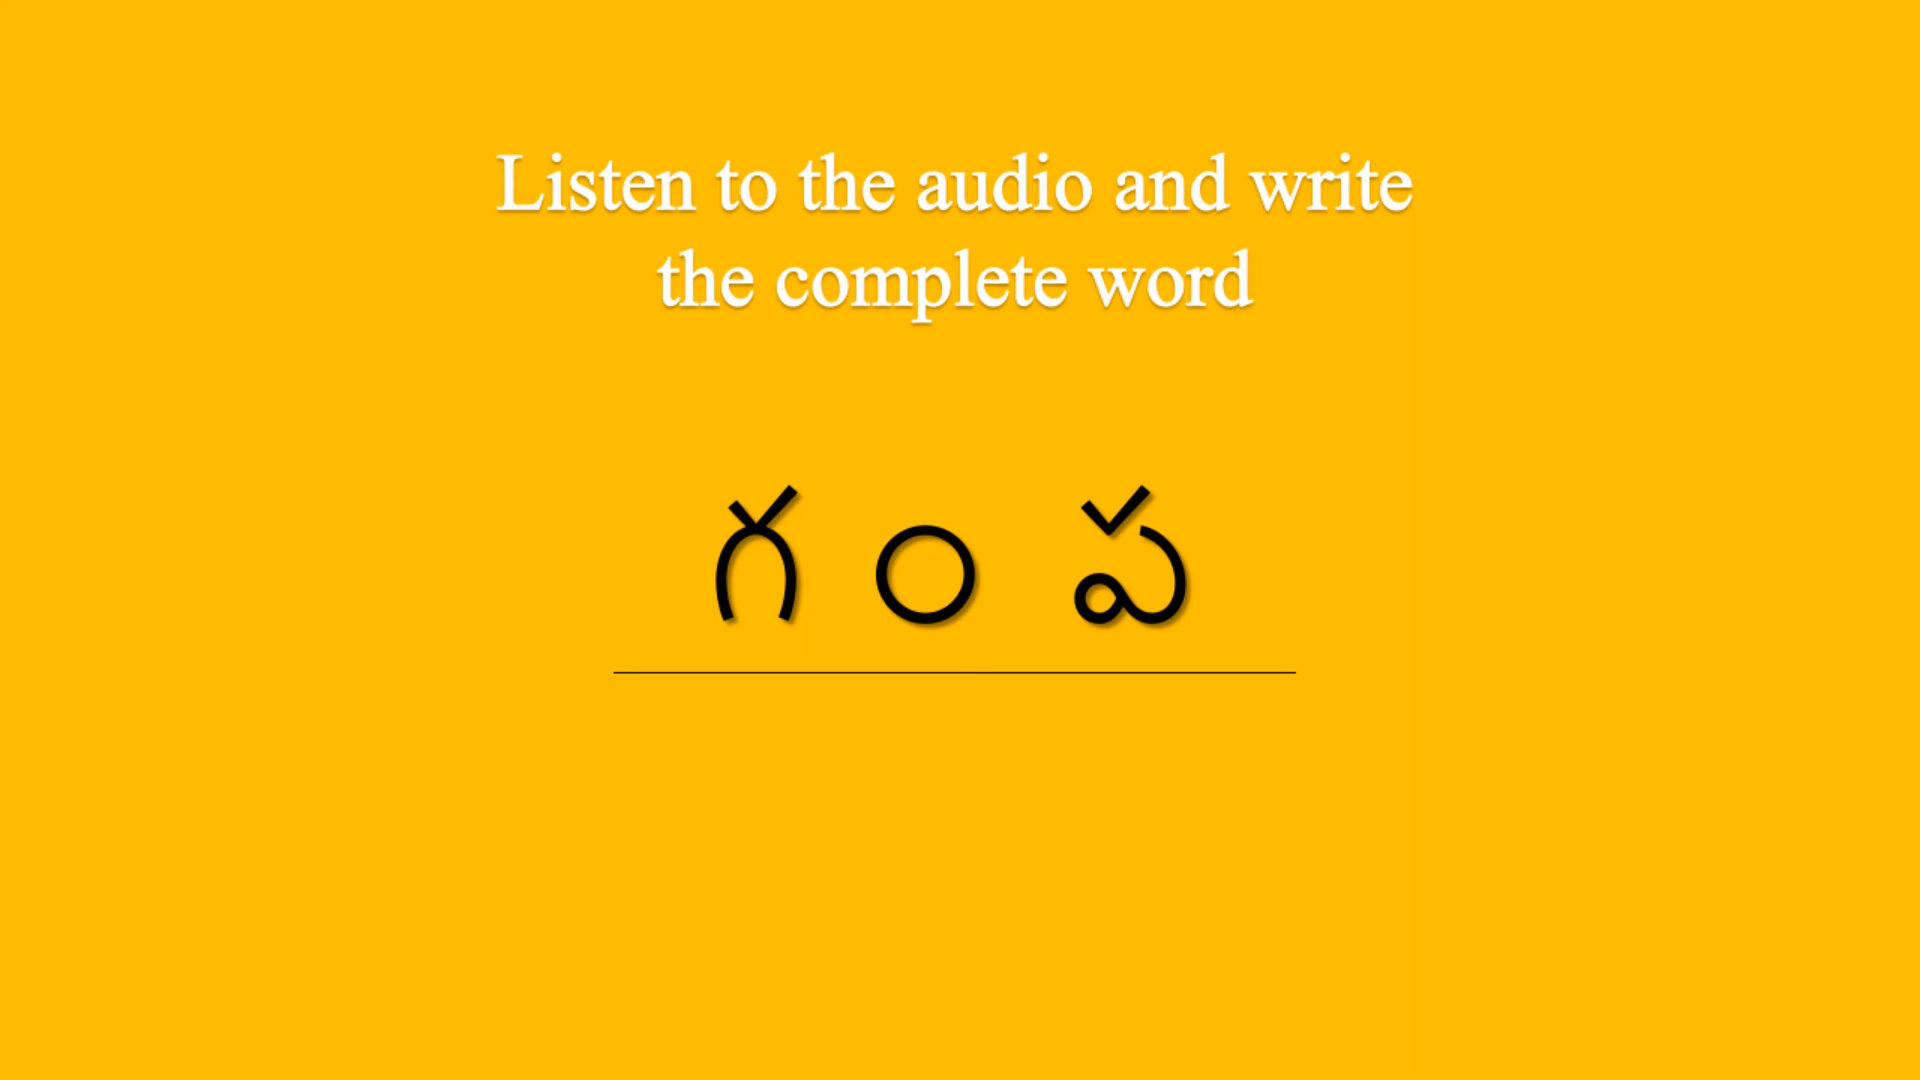 Listen to the audio and write
the complete word
గ ం ప